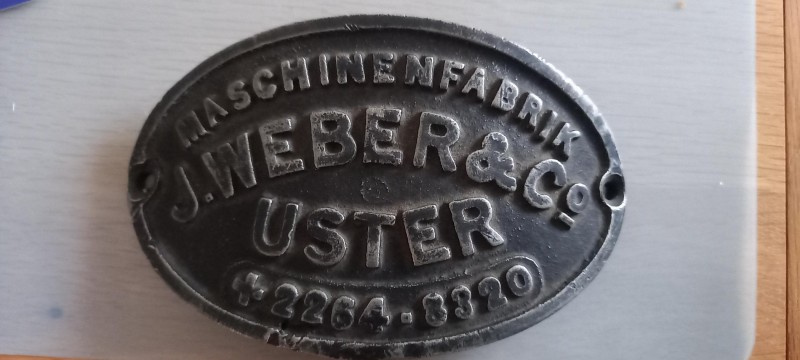 MASCHINENFABRIK
J. WEBER & Cº
USTER
✚ 2264 - 8320